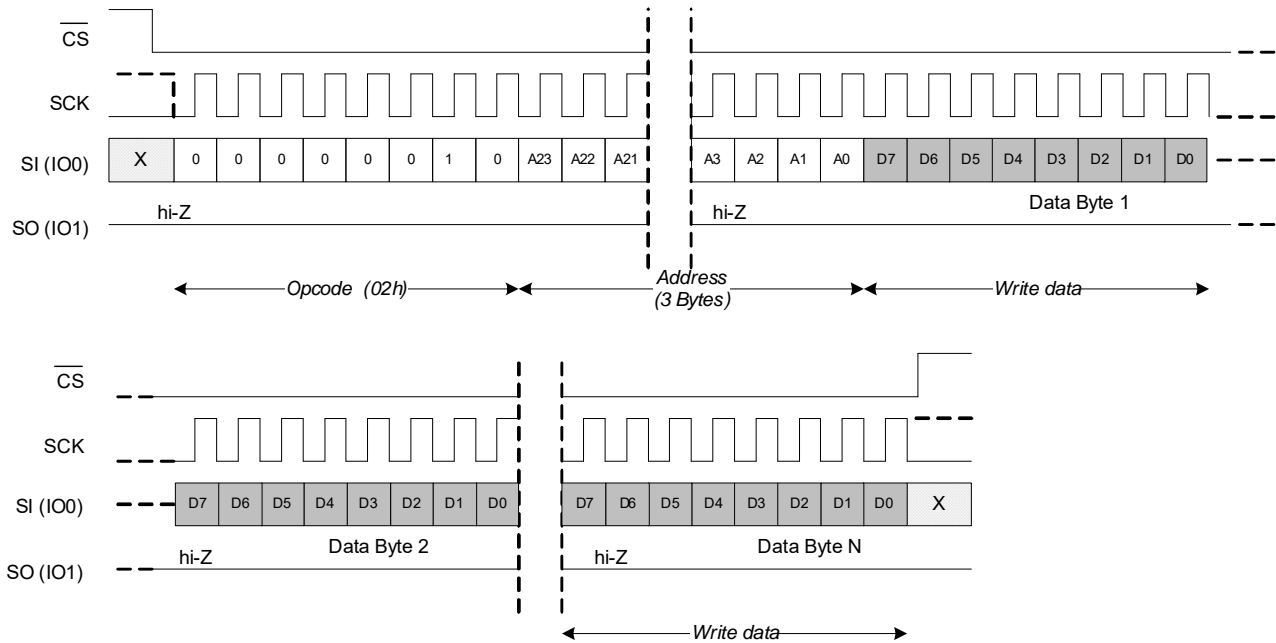 CS
SCK
SI (IO0) X 0 0 0 0 0 0 1 0 A23 A22 A21 A3 A2 A1 A0 D7 D6 D5 D4 D3 D2 D1 D0
hi-Z hi-Z Data Byte 1
SO (IO1)
Opcode (02h) Address Write data
(3 Bytes)
CS
SCK
SI (IO0) D7 D6 D5 D4 D3 D2 D1 D0 D7 D6 D5 D4 D3 D2 D1 D0 X
hi-Z Data Byte 2 hi-Z Data Byte N
SO (IO1)
Write data